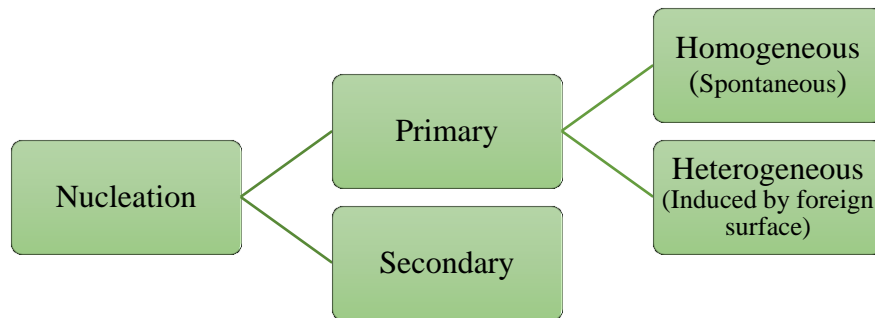 Nucleation
Primary
Secondary
Homogeneous
(Spontaneous)
Heterogeneous
(Induced by foreign
surface)